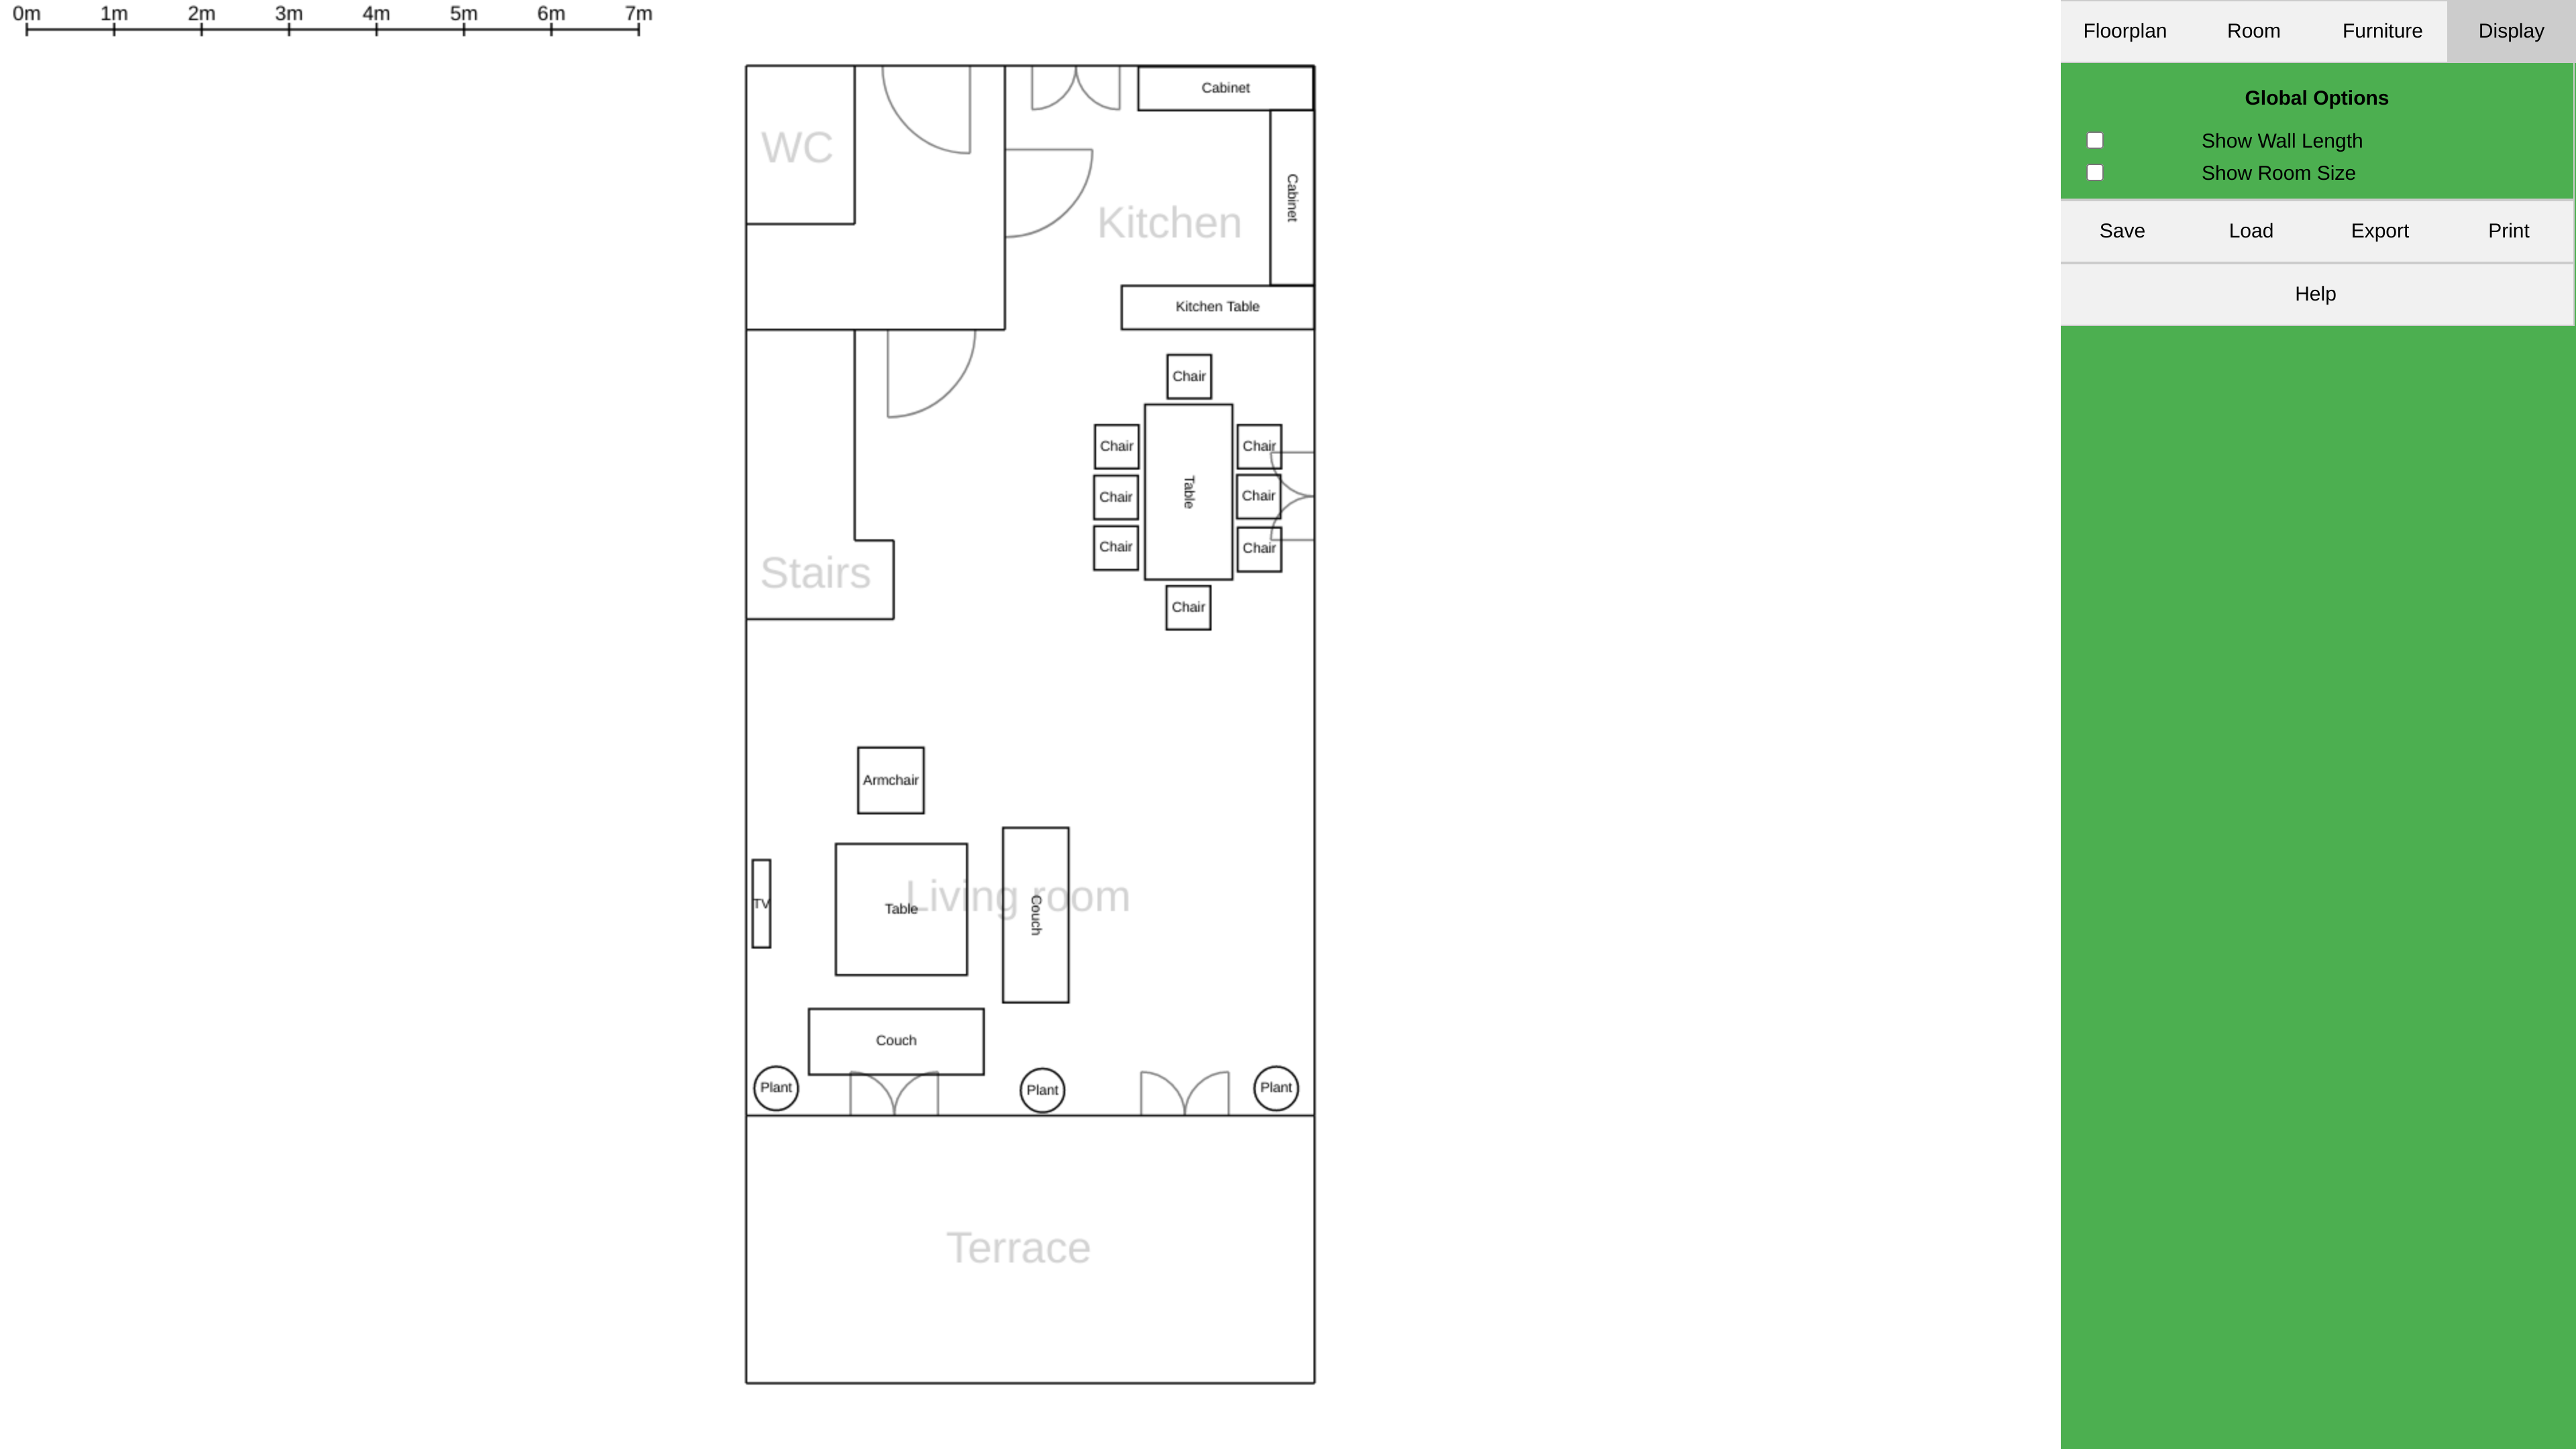 0m 1m 2m 3m 4m 5m 6m 7m
Floorplan Room Furniture Display
Global Options
Show Wall Length
Show Room Size
Save Load Export Print
Help
Cabinet
WC
Cabinet
Kitchen
Kitchen Table
Chair
Chair
Chair
Chair
Table
Chair
Chair
Chair
Stairs
Chair
Armchair
Living room
TV
Table
Couch
Couch
Plant
Plant
Plant
Terrace